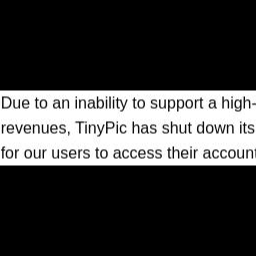 Due to an inability to support a high-
revenues, TinyPic has shut down its
for our users to access their account